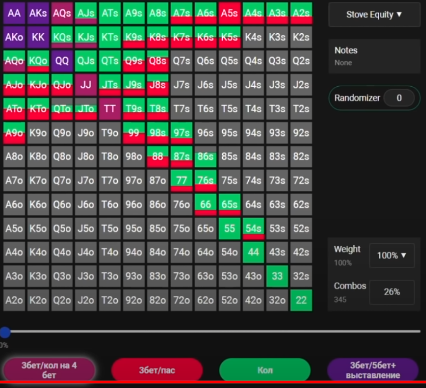 AA AKs AQs AJs ATs A9s A8s A7s A6s A5s A4s A3s A2s
AKo KK KQs KJs KTs K9s K8s K7s K6s K5s K4s K3s K2s
AQo KQo QQ QJs QTs Q9s Q8s Q7s Q6s Q5s Q4s Q3s Q2s
AJo KJo QJo JJ JTs J9s J8s J7s J6s J5s J4s J3s J2s
ATo KTo QTo JTo TT T9s T8s T7s T6s T5s T4s T3s T2s
A9o K9o Q9o J9o T9o 99 98s 97s 96s 95s 94s 93s 92s
A8o K8o Q8o J8o T8o 98o 88 87s 86s 85s 84s 83s 82s
A7o K7o Q7o J7o T7o 97o 87o 77 76s 75s 74s 73s 72s
A6o K6o Q6o J6o T6o 96o 86o 76o 66 65s 64s 63s 62s
A5o K5o Q5o J5o T5o 95o 85o 75o 65o 55 54s 53s 52s
A4o K4o Q4o J4o T4o 94o 84o 74o 64o 54o 44 43s 42s
A3o K3o Q3o J3o T3o 93o 83o 73o 63o 53o 43o 33 32s
A2o K2o Q2o J2o T2o 92o 82o 72o 62o 52o 42o 32o 22
Stove Equity ▼
Notes
None
Randomizer 0
Weight
100%
100% ▼
Combos
345
26%
0%
3бет/кол на 4
бет
3бет/пас
Кол
3бет/5бет+
выставление